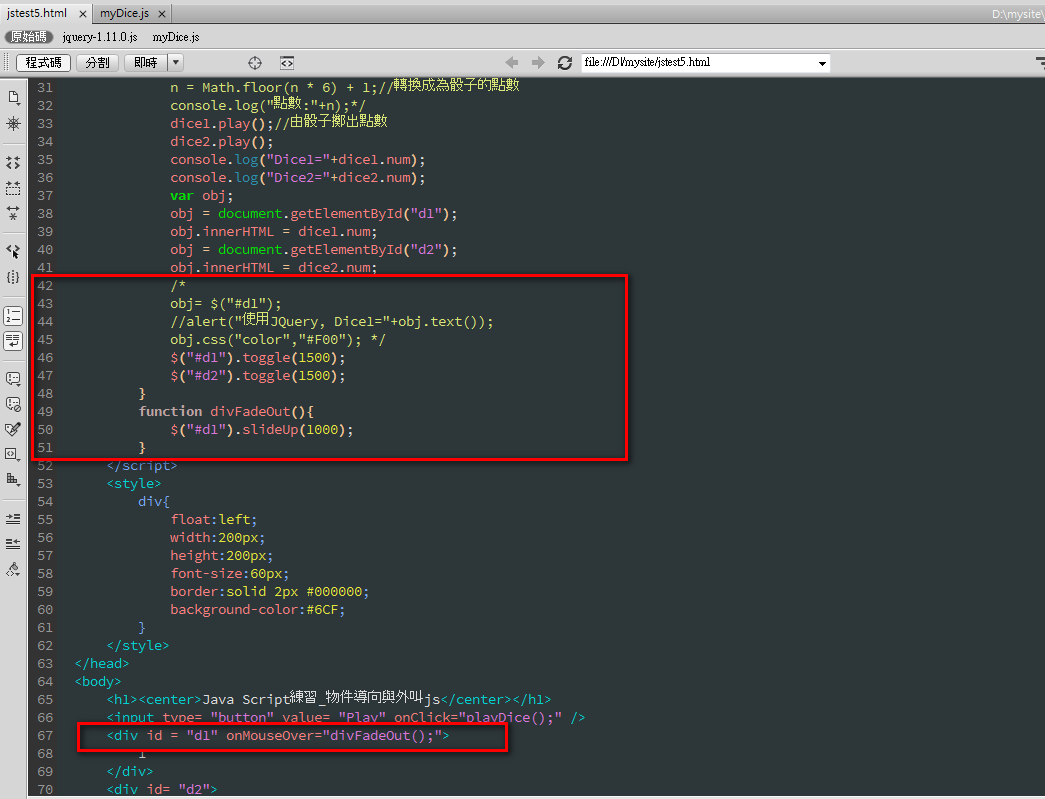 jstest5.html × myDice.js ×
D:\mysite\
原始碼 jquery-1.11.0.js myDice.js
程式碼 分割 即時 file:///D|/mysite/jstest5.html
31 n = Math.floor(n * 6) + 1;//轉換成為骰子的點數
32 console.log("點數:"+n);*/
33 dice1.play();//由骰子擲出點數
34 dice2.play();
35 console.log("Dice1="+dice1.num);
36 console.log("Dice2="+dice2.num);
37 var obj;
38 obj = document.getElementById("d1");
39 obj.innerHTML = dice1.num;
40 obj = document.getElementById("d2");
41 obj.innerHTML = dice2.num;
42 /*
43 obj= $("#d1");
44 //alert("使用JQuery, Dice1="+obj.text());
45 obj.css("color","#F00"); */
46 $("#d1").toggle(1500);
47 $("#d2").toggle(1500);
48 }
49 function divFadeOut(){
50 $("#d1").slideUp(1000);
51 }
52 </script>
53 <style>
54 div{
55 float:left;
56 width:200px;
57 height:200px;
58 font-size:60px;
59 border:solid 2px #000000;
60 background-color:#6CF;
61 }
62 </style>
63 </head>
64 <body>
65 <h1><center>Java Script練習_物件導向與外叫js</center></h1>
66 <input type= "button" value= "Play" onClick="playDice();" />
67 <div id = "d1" onMouseOver="divFadeOut();">
68 1
69 </div>
70 <div id= "d2">